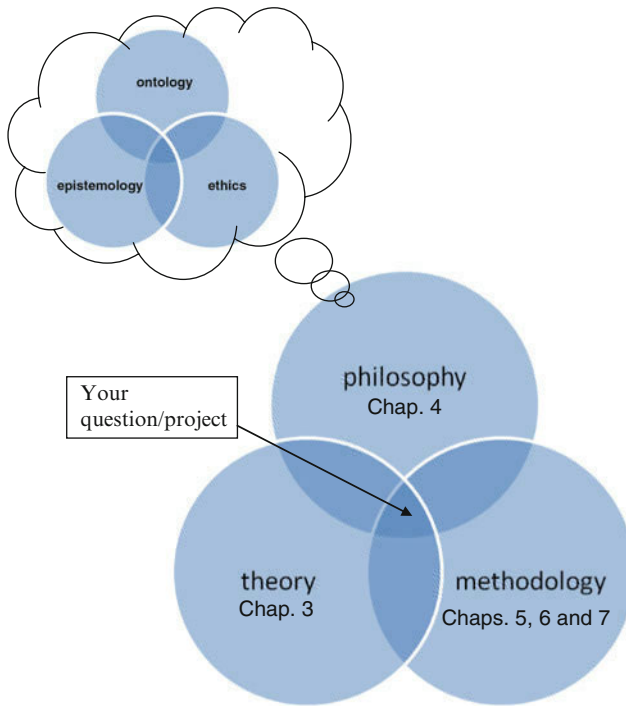 ontology
epistemology
ethics
philosophy
Chap. 4
Your
question/project
theory
Chap. 3
methodology
Chaps. 5, 6 and 7